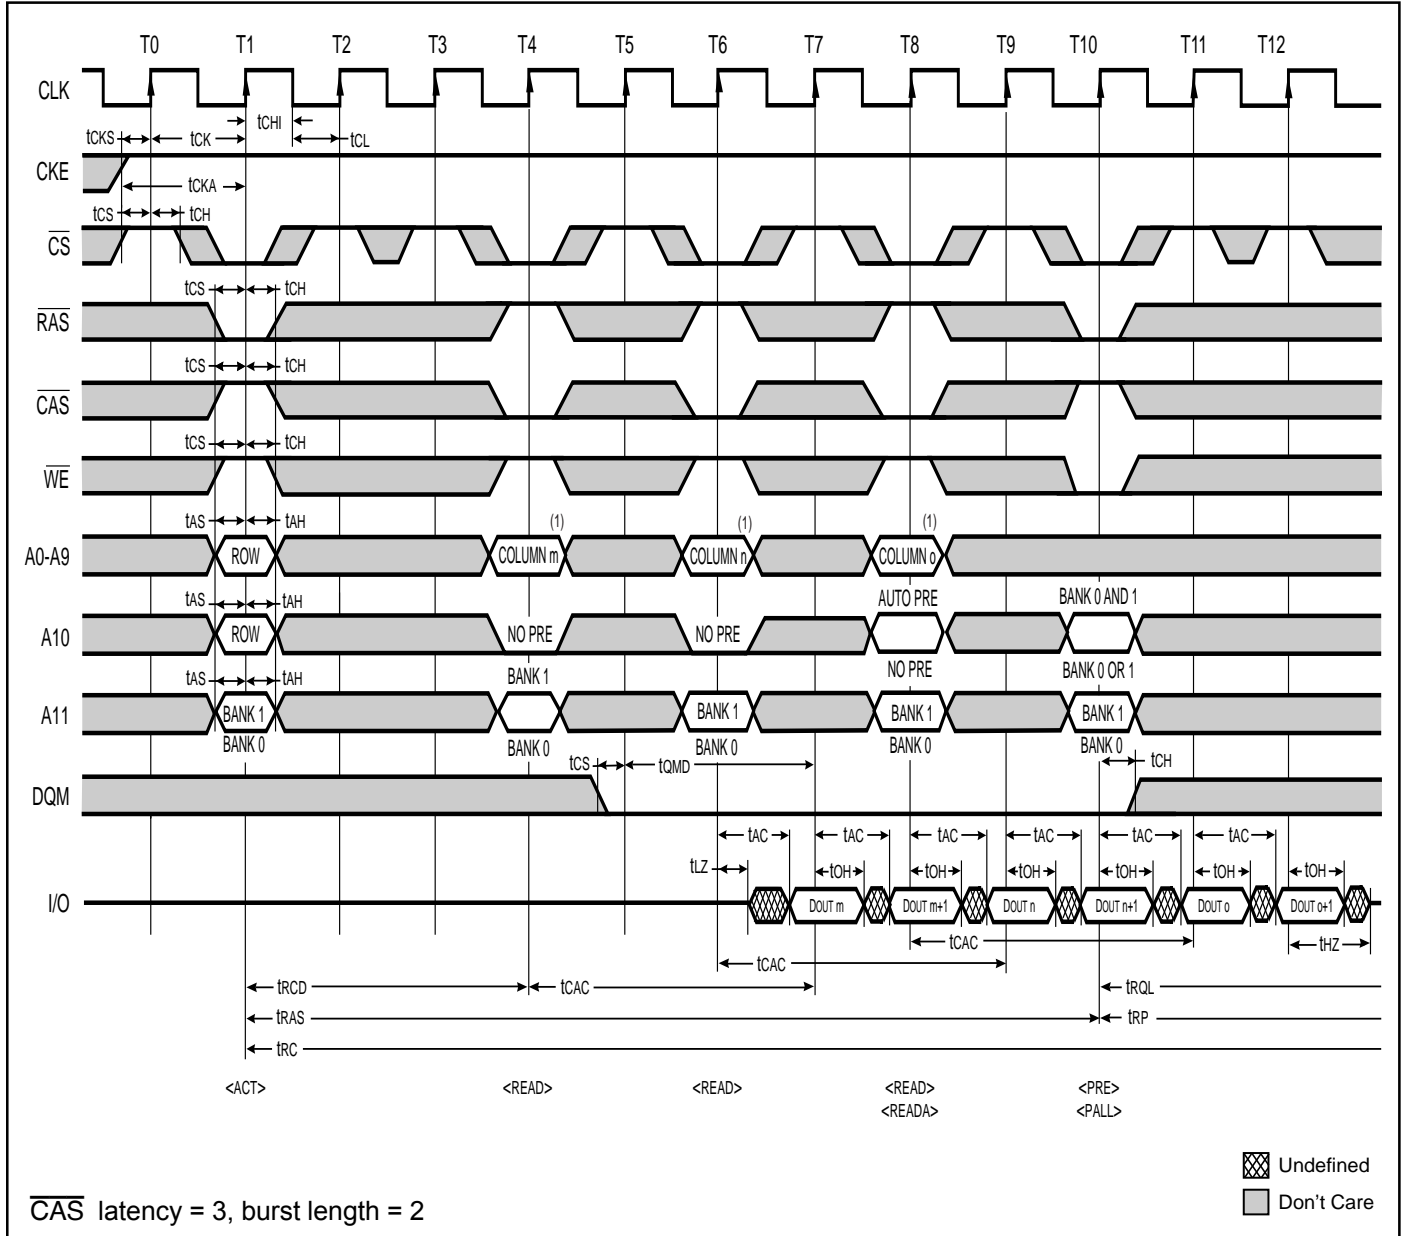 T0 T1 T2 T3 T4 T5 T6 T7 T8 T9 T10 T11 T12
CLK
tCHI
tCKS tCK tCL
CKE
tCKA
tCS tCH
CS
tCS tCH
RAS
tCS tCH
CAS
tCS tCH
WE
tAS tAH (1) (1) (1)
A0-A9 ROW COLUMN m COLUMN n COLUMN o
tAS tAH AUTO PRE BANK 0 AND 1
A10 ROW NO PRE NO PRE
tAS tAH BANK 1 NO PRE BANK 0 OR 1
A11 BANK 1 BANK 1 BANK 1 BANK 1
BANK 0 BANK 0 BANK 0 BANK 0 BANK 0
tCS tQMD tCH
DQM
tAC tAC tAC tAC tAC tAC
tLZ tOH tOH tOH tOH tOH tOH
I/O DOUT m DOUT m+1 DOUT n DOUT n+1 DOUT o DOUT o+1
tCAC tHZ
tCAC
tRCD tCAC tRQL
tRAS tRP
tRC
<ACT> <READ> <READ> <READ> <PRE>
<READA> <PALL>
Undefined
Don't Care
CAS latency = 3, burst length = 2